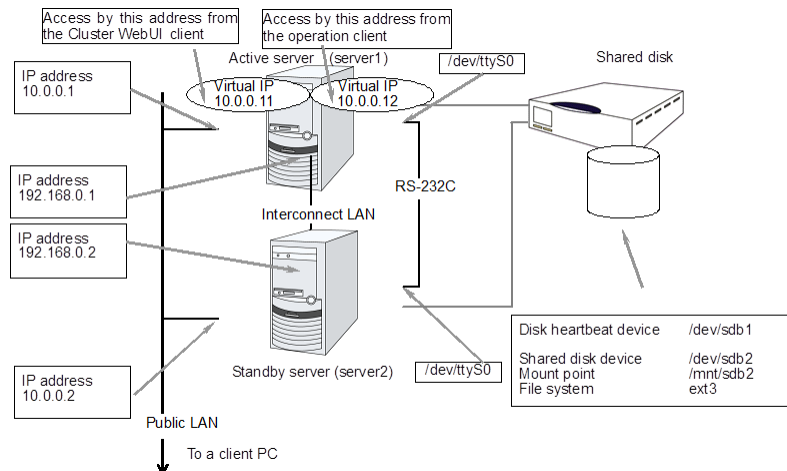 Access by this address from
the Cluster WebUI client
Access by this address from
the operation client
Active server (server1)
/dev/ttyS0
Shared disk
IP address
10.0.0.1
Virtual IP
10.0.0.11
Virtual IP
10.0.0.12
IP address
192.168.0.1
RS-232C
Interconnect LAN
IP address
192.168.0.2
Disk heartbeat device /dev/sdb1
Shared disk device /dev/sdb2
Mount point /mnt/sdb2
File system ext3
IP address
10.0.0.2
Standby server (server2)
/dev/ttyS0
Public LAN
To a client PC